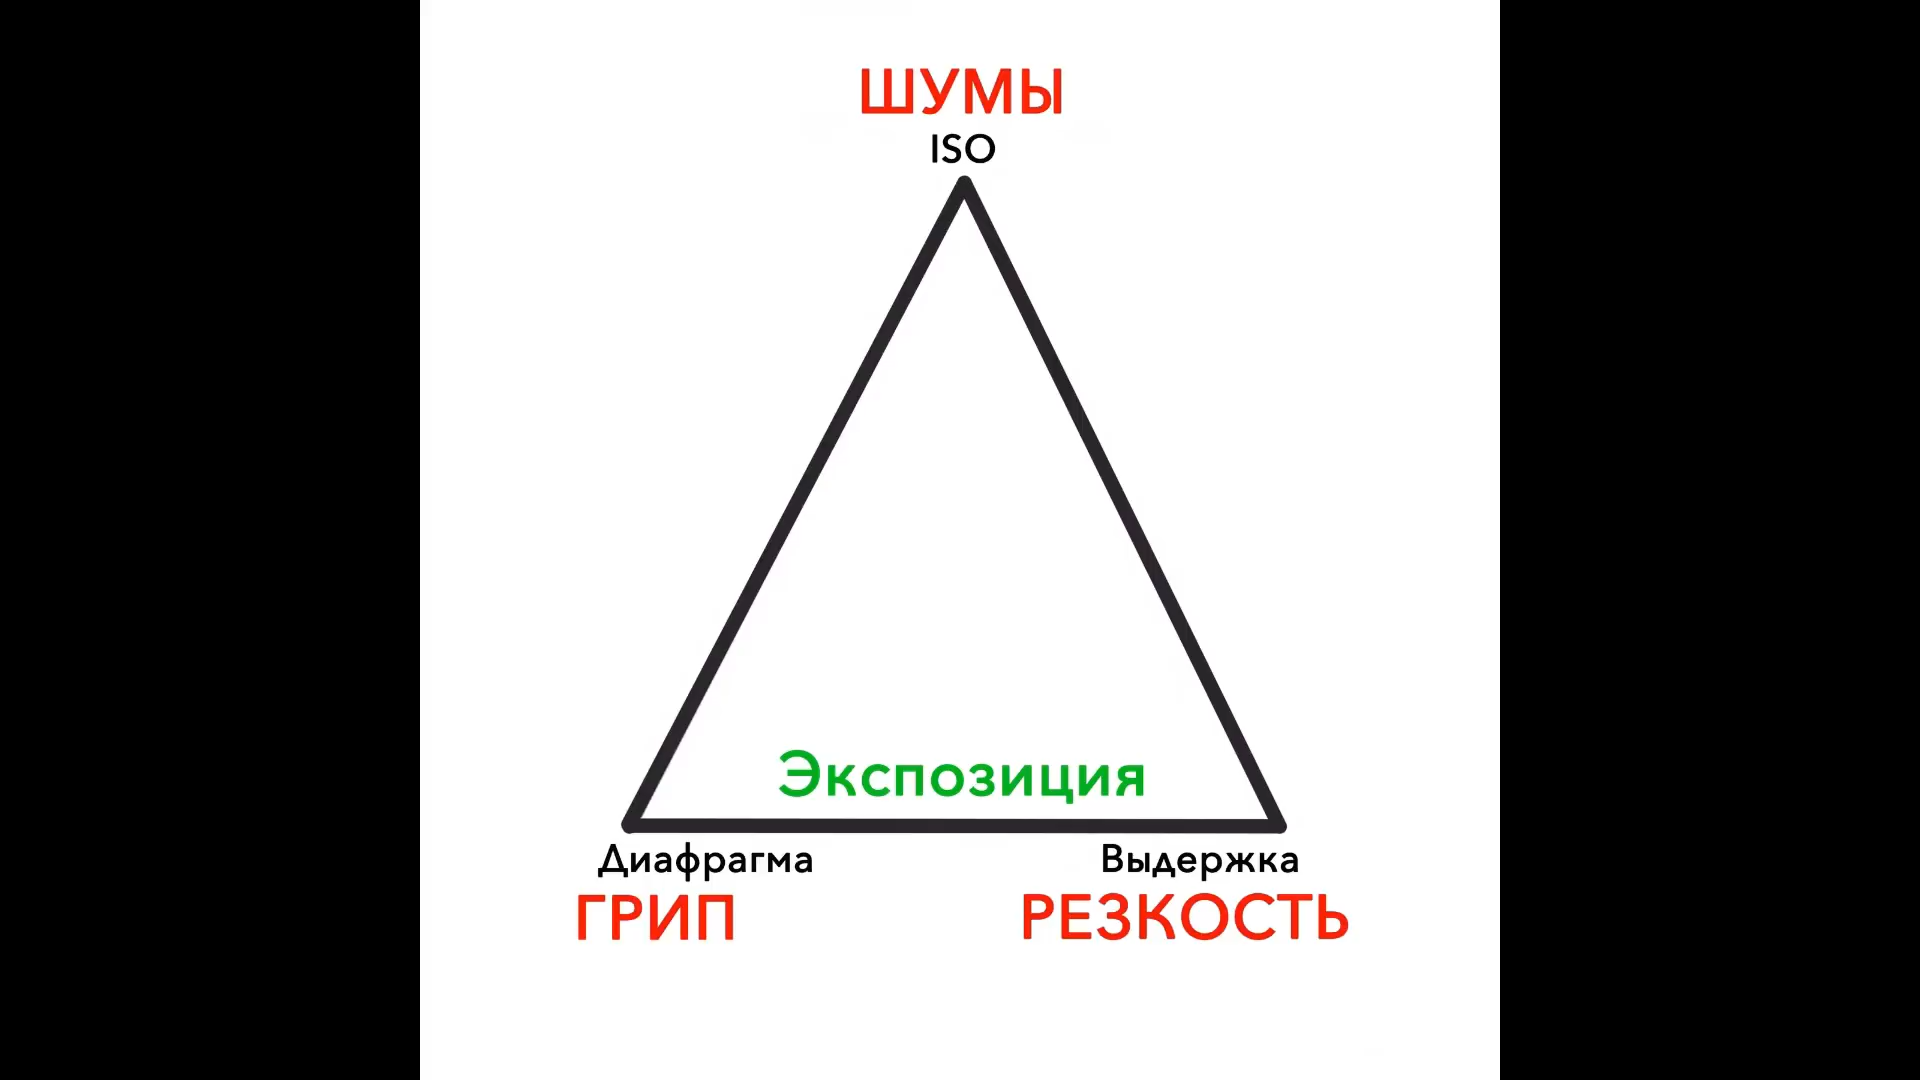 ШУМЫ
ISO
Экспозиция
Диафрагма
ГРИП
Выдержка
РЕЗКОСТЬ